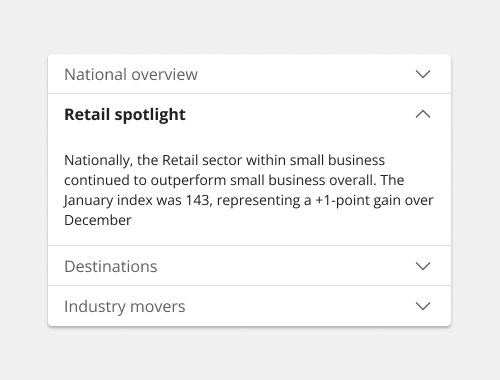 National overview
Retail spotlight
Nationally, the Retail sector within small business
continued to outperform small business overall. The
January index was 143, representing a +1-point gain over
December
Destinations
Industry movers